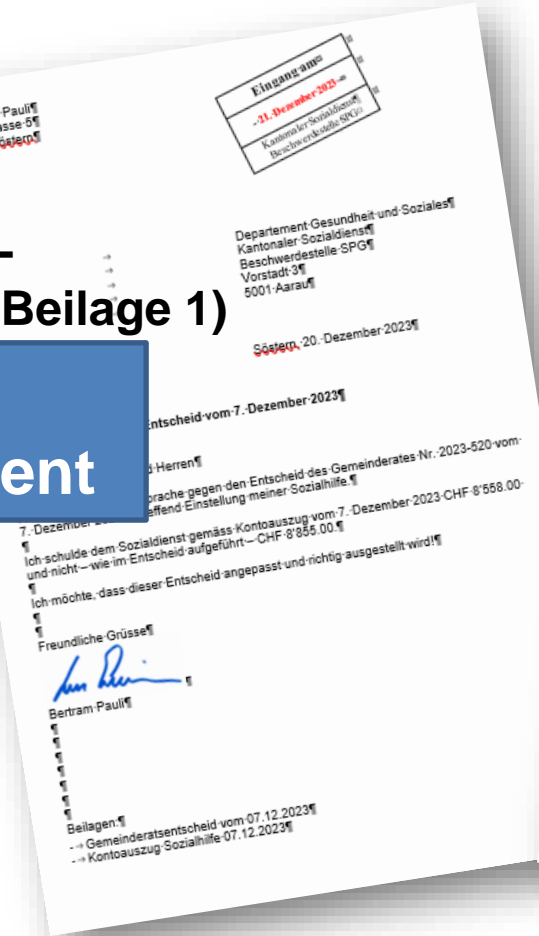 Pauli¶
asse·5¶
östern¶
Eingang·am¤
-·21.·Dezember·2023·-¤
Kantonaler·Sozialdienst¶
Beschwerdestelle·SPG¤
Departement·Gesundheit·und·Soziales¶
Kantonaler·Sozialdienst¶
Beschwerdestelle·SPG¶
Vorstadt·3¶
5001·Aarau¶
-
Beilage 1)
Söstern,·20.·Dezember·2023¶
ent
ntscheid·vom·7.·Dezember·2023¶
d·Herren¶
prache·gegen·den·Entscheid·des·Gemeinderates·Nr.·2023-520·vom·
7.·Dezember effend·Einstellung·meiner·Sozialhilfe.¶
¶
Ich·schulde·dem·Sozialdienst·gemäss·Kontoauszug·vom·7.·Dezember·2023·CHF·8'558.00·
und·nicht·–·wie·im·Entscheid·aufgeführt·–·CHF·8'855.00.¶
¶
Ich·möchte,·dass·dieser·Entscheid·angepasst·und·richtig·ausgestellt·wird!¶
¶
¶
Freundliche·Grüsse¶
¶
Bertram·Pauli¶
¶
¶
¶
¶
¶
¶
¶
Beilagen:¶
-→Gemeinderatsentscheid·vom·07.12.2023¶
-→Kontoauszug·Sozialhilfe·07.12.2023¶